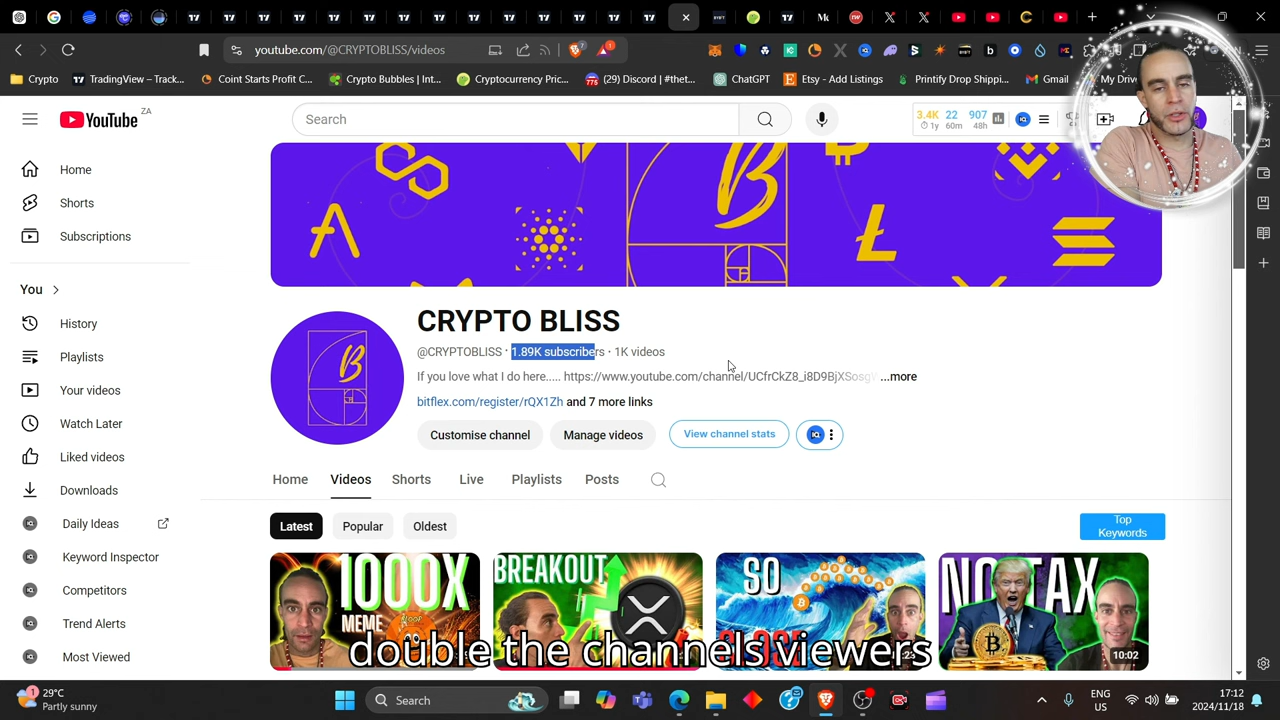 youtube.com/@CRYPTOBLISS/videos
Crypto
TradingView – Track...
Coint Starts Profit C...
Crypto Bubbles | Int...
Cryptocurrency Pric...
(29) Discord | #thet...
ChatGPT
Etsy - Add Listings
Printify Drop Shippi...
Gmail
My Drive
YouTube ZA
Search
3.4K 22 907
1y 60m 48h
Home
Shorts
Subscriptions
You
History
Playlists
Your videos
Watch Later
Liked videos
Downloads
Daily Ideas
Keyword Inspector
Competitors
Trend Alerts
Most Viewed
B
CRYPTO BLISS
@CRYPTOBLISS · 1.89K subscribers · 1K videos
If you love what I do here..... https://www.youtube.com/channel/UCfrCkZ8_i8D9BjXSosg ...more
bitflex.com/register/rQX1Zh and 7 more links
Customise channel
Manage videos
View channel stats
Home
Videos
Shorts
Live
Playlists
Posts
Latest
Popular
Oldest
Top Keywords
1000X
MEME
BREAKOUT
SO
NO TAX
10:02
double the channels viewers
29°C
Partly sunny
Search
ENG
US
17:12
2024/11/18